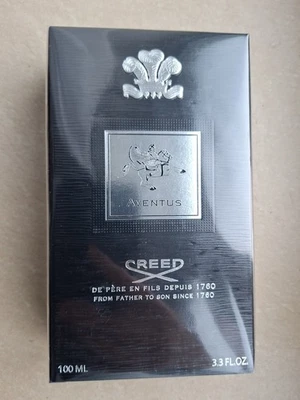 AVENTUS
CREED
DE PÈRE EN FILS DEPUIS 1760
FROM FATHER TO SON SINCE 1760
100 ML 3.3 FL.OZ.